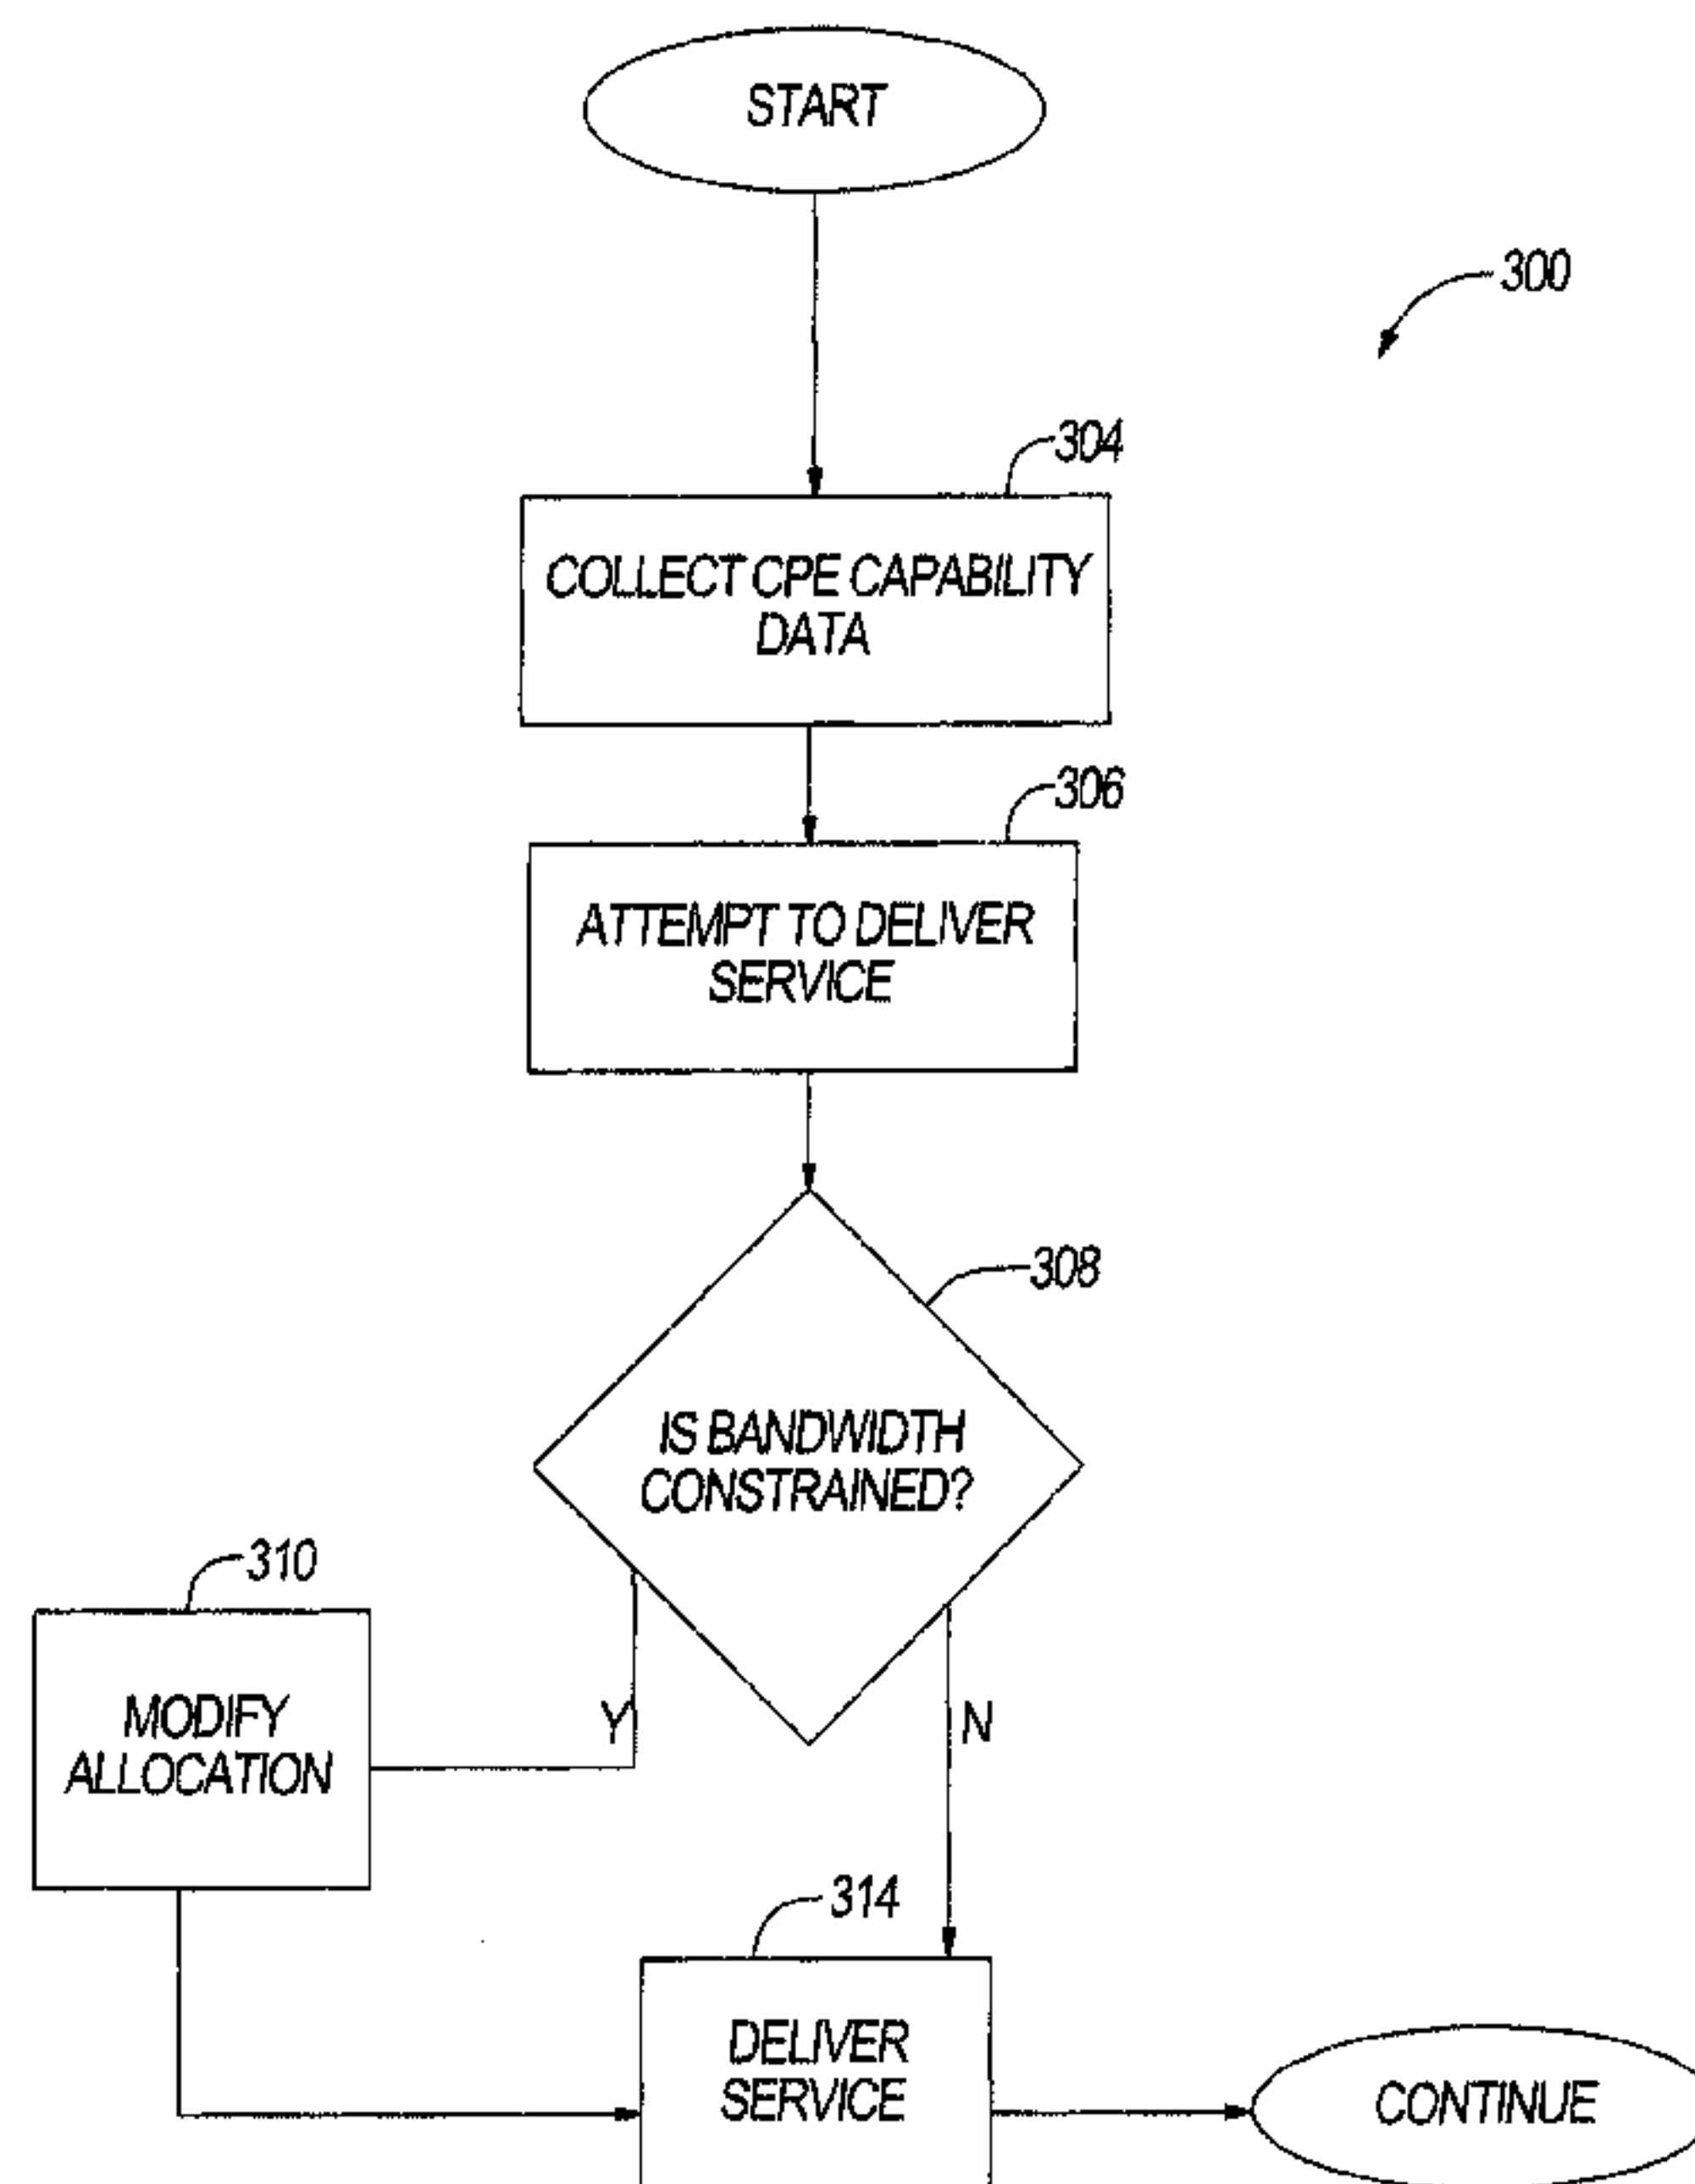 START
300
304
COLLECT CPE CAPABILITY
DATA
306
ATTEMPT TO DELIVER
SERVICE
308
IS BANDWIDTH
CONSTRAINED?
310
MODIFY
ALLOCATION
Y
N
314
DELIVER
SERVICE
CONTINUE